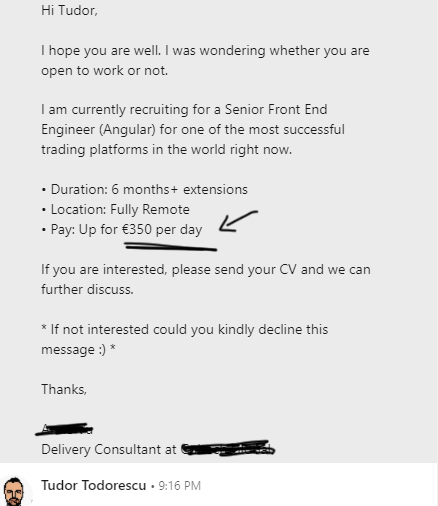 Hi Tudor,
I hope you are well. I was wondering whether you are
open to work or not.
I am currently recruiting for a Senior Front End
Engineer (Angular) for one of the most successful
trading platforms in the world right now.
• Duration: 6 months+ extensions
• Location: Fully Remote
• Pay: Up for €350 per day
If you are interested, please send your CV and we can
further discuss.
* If not interested could you kindly decline this
message :) *
Thanks,
Delivery Consultant at
Tudor Todorescu • 9:16 PM